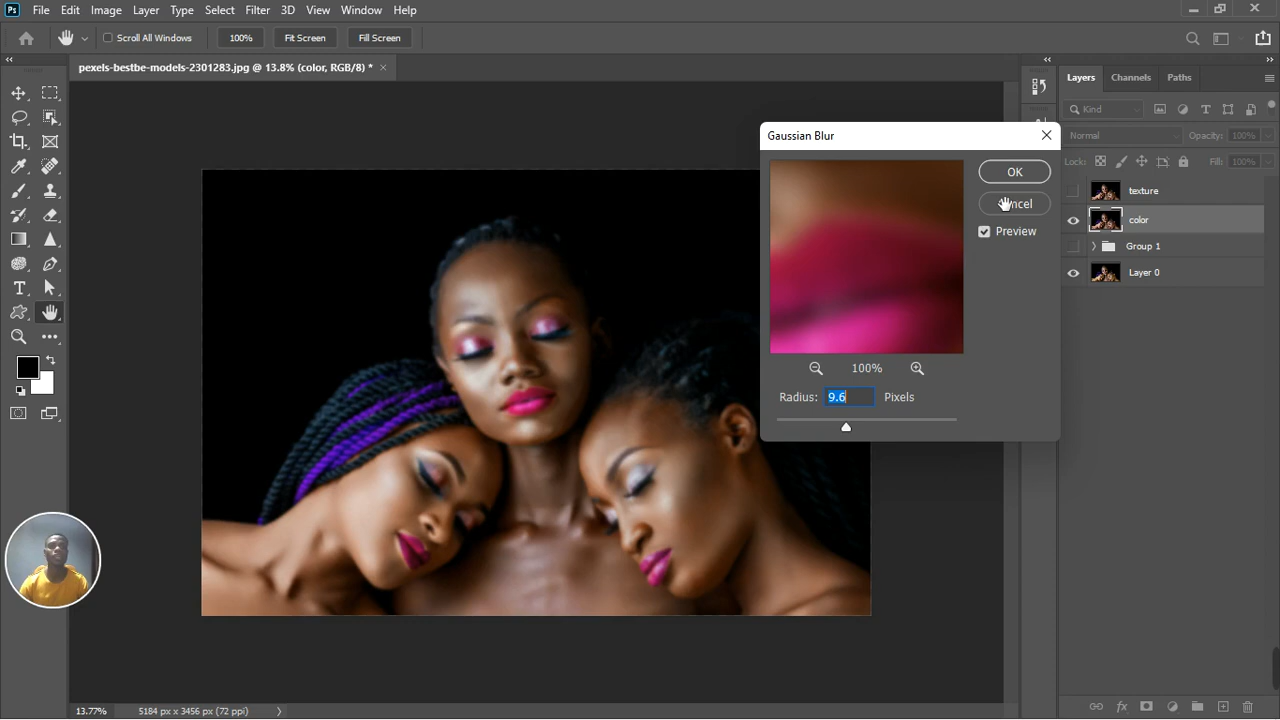 Ps File Edit Image Layer Type Select Filter 3D View Window Help
Scroll All Windows 100% Fit Screen Fill Screen
pexels-bestbe-models-2301283.jpg @ 13.8% (color, RGB/8) * ×
Layers Channels Paths
Kind
Normal Opacity: 100%
Lock: Fill: 100%
texture
color
Group 1
Layer 0
Gaussian Blur
OK
Preview
100%
Radius: 9.6 Pixels
13.77% 5184 px x 3456 px (72 ppi)